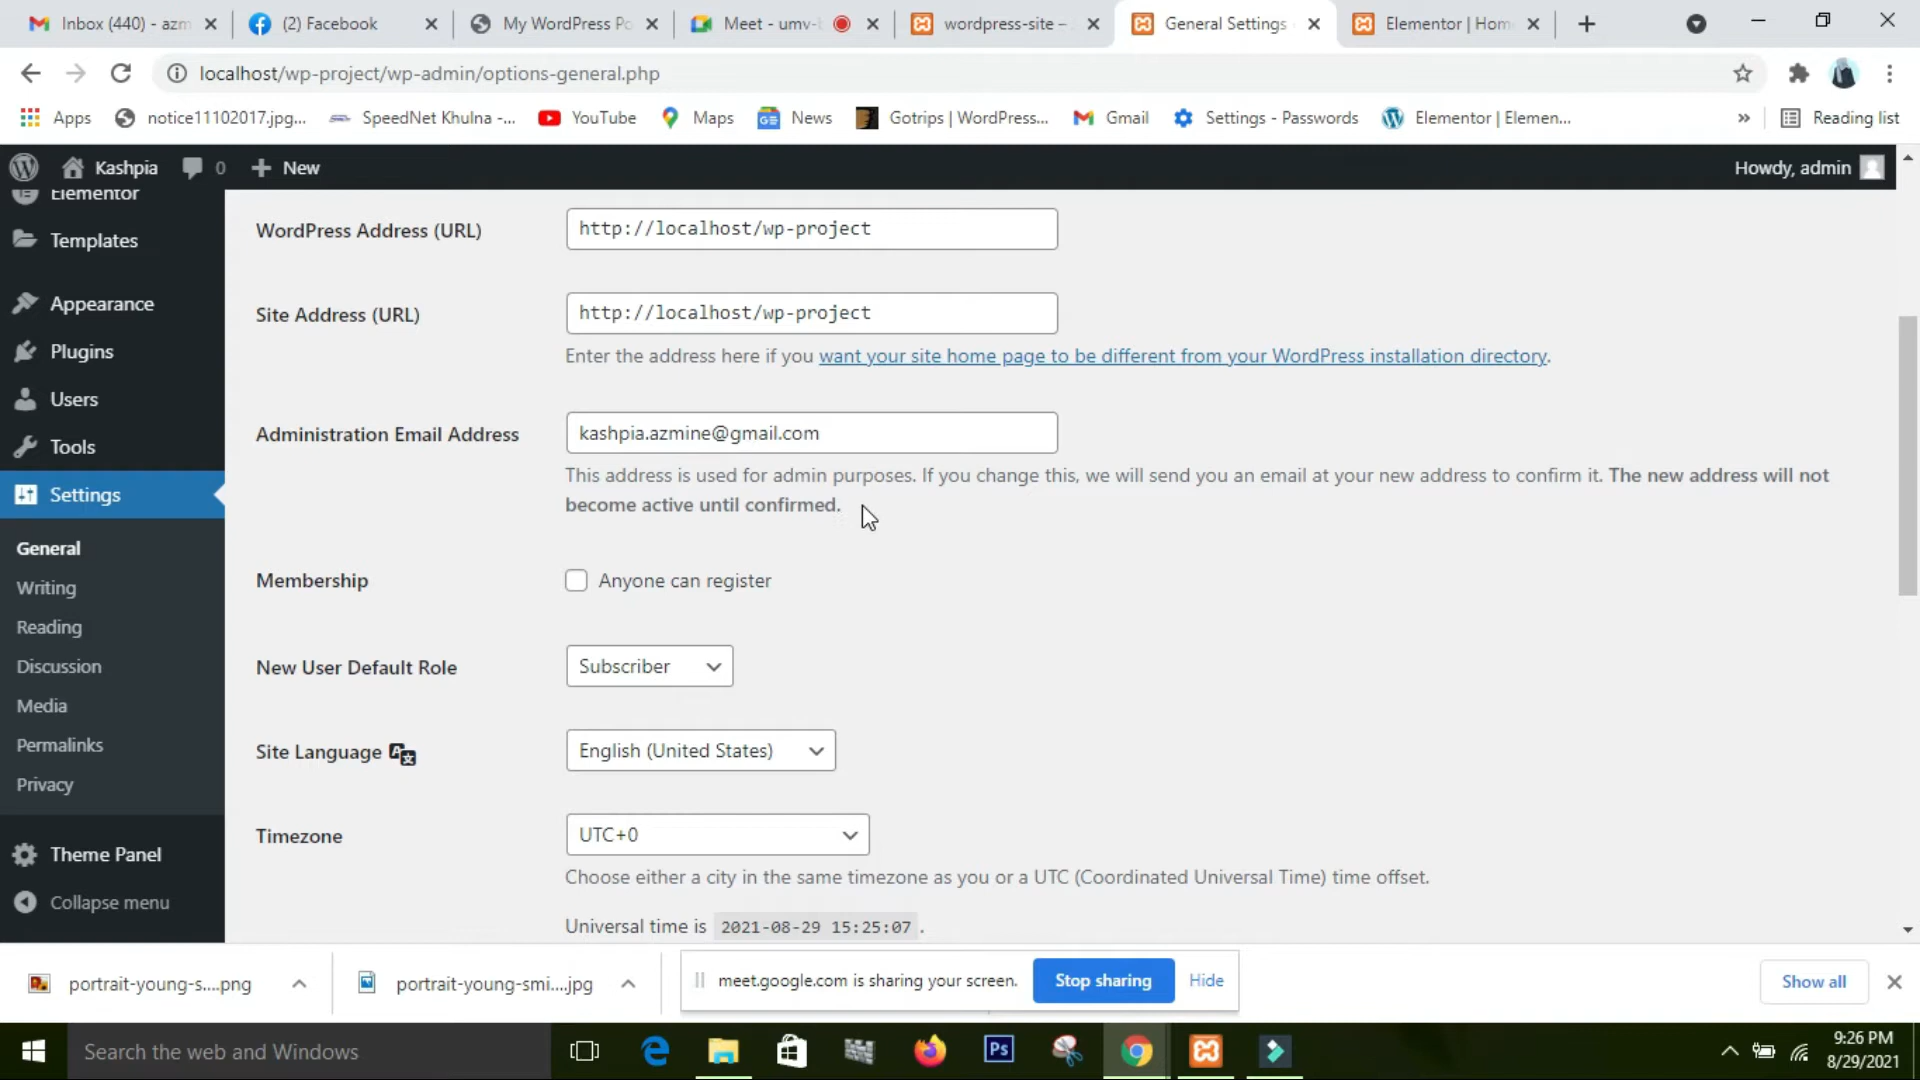 Inbox (440) - azm
(2) Facebook
My WordPress Po
Meet - umv-
wordpress-site –
General Settings
Elementor | Hom
localhost/wp-project/wp-admin/options-general.php
Apps
notice11102017.jpg...
SpeedNet Khulna -...
YouTube
Maps
News
Gotrips | WordPress...
Gmail
Settings - Passwords
Elementor | Elemen...
»
Reading list
Kashpia
0
New
Howdy, admin
Elementor
Templates
Appearance
Plugins
Users
Tools
Settings
General
Writing
Reading
Discussion
Media
Permalinks
Privacy
Theme Panel
Collapse menu
WordPress Address (URL)
http://localhost/wp-project
Site Address (URL)
http://localhost/wp-project
Enter the address here if you want your site home page to be different from your WordPress installation directory.
Administration Email Address
kashpia.azmine@gmail.com
This address is used for admin purposes. If you change this, we will send you an email at your new address to confirm it. The new address will not
become active until confirmed.
Membership
Anyone can register
New User Default Role
Subscriber
Site Language
English (United States)
Timezone
UTC+0
Choose either a city in the same timezone as you or a UTC (Coordinated Universal Time) time offset.
Universal time is 2021-08-29 15:25:07 .
portrait-young-s....png
portrait-young-smi....jpg
meet.google.com is sharing your screen.
Stop sharing
Hide
Show all
Search the web and Windows
Ps
9:26 PM
8/29/2021